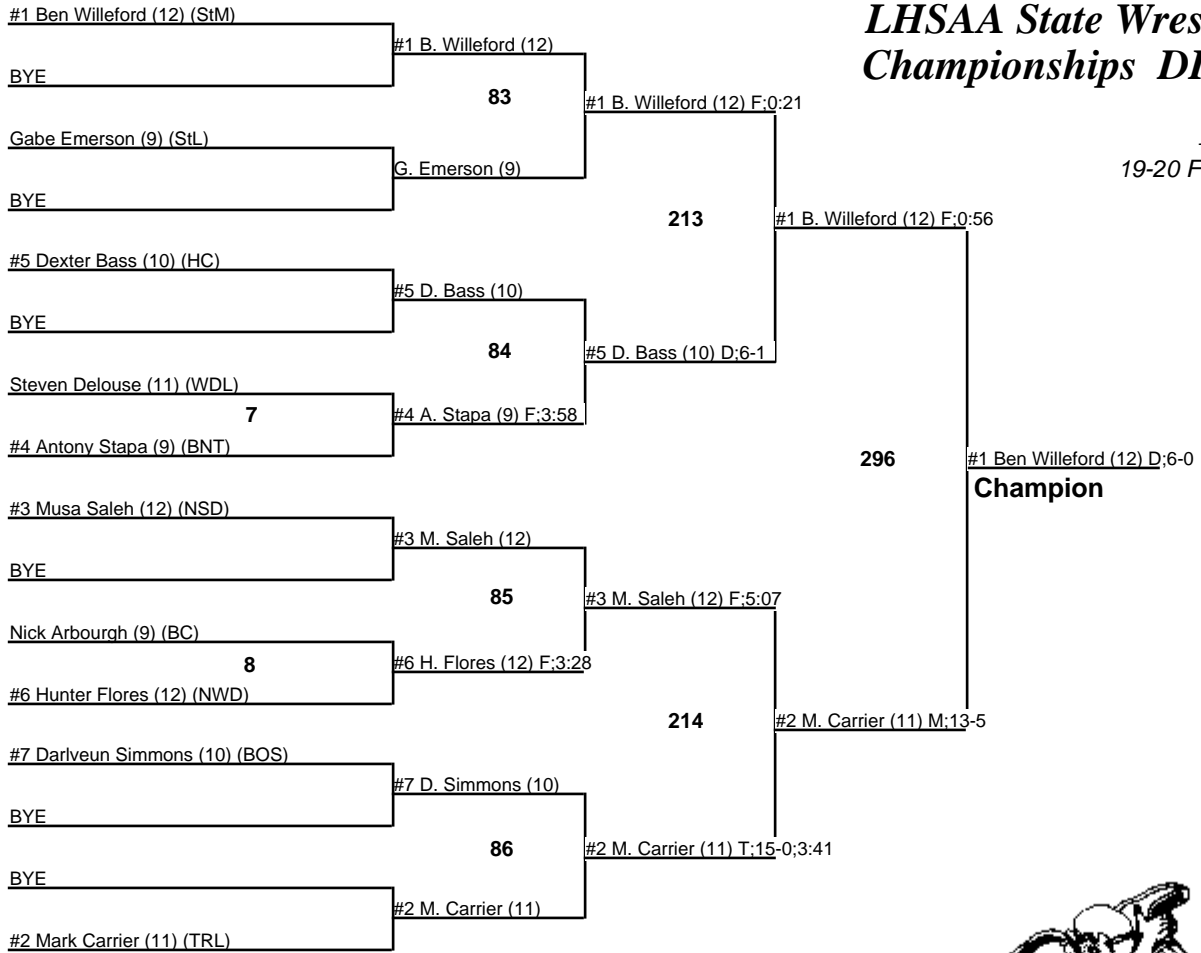 LHSAA State Wres
Championships DI
19-20 F
#1 Ben Willeford (12) (StM)
BYE
Gabe Emerson (9) (StL)
BYE
#5 Dexter Bass (10) (HC)
BYE
Steven Delouse (11) (WDL)
7
#4 Antony Stapa (9) (BNT)
#3 Musa Saleh (12) (NSD)
BYE
Nick Arbourgh (9) (BC)
8
#6 Hunter Flores (12) (NWD)
#7 Darlveun Simmons (10) (BOS)
BYE
BYE
#2 Mark Carrier (11) (TRL)
#1 B. Willeford (12)
83
G. Emerson (9)
#5 D. Bass (10)
84
#4 A. Stapa (9) F;3:58
#3 M. Saleh (12)
85
#6 H. Flores (12) F;3:28
#7 D. Simmons (10)
86
#2 M. Carrier (11)
#1 B. Willeford (12) F;0:21
213
#5 D. Bass (10) D;6-1
#3 M. Saleh (12) F;5:07
214
#2 M. Carrier (11) T;15-0;3:41
#1 B. Willeford (12) F;0:56
296
#2 M. Carrier (11) M;13-5
#1 Ben Willeford (12) D;6-0
Champion